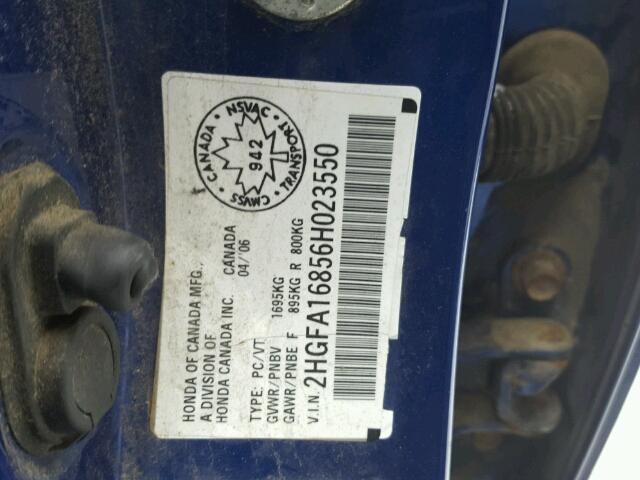 HONDA OF CANADA MFG.,
A DIVISION OF
HONDA CANADA INC. CANADA
04/'06
TYPE: PC/VT
GVWR/PNBV 1695KG
GAWR/PNBE F 895KG R 800KG
V.I.N. 2HGFA16856H023550
CANADA
NSVAC
942
CMVSS
TRANSPORT